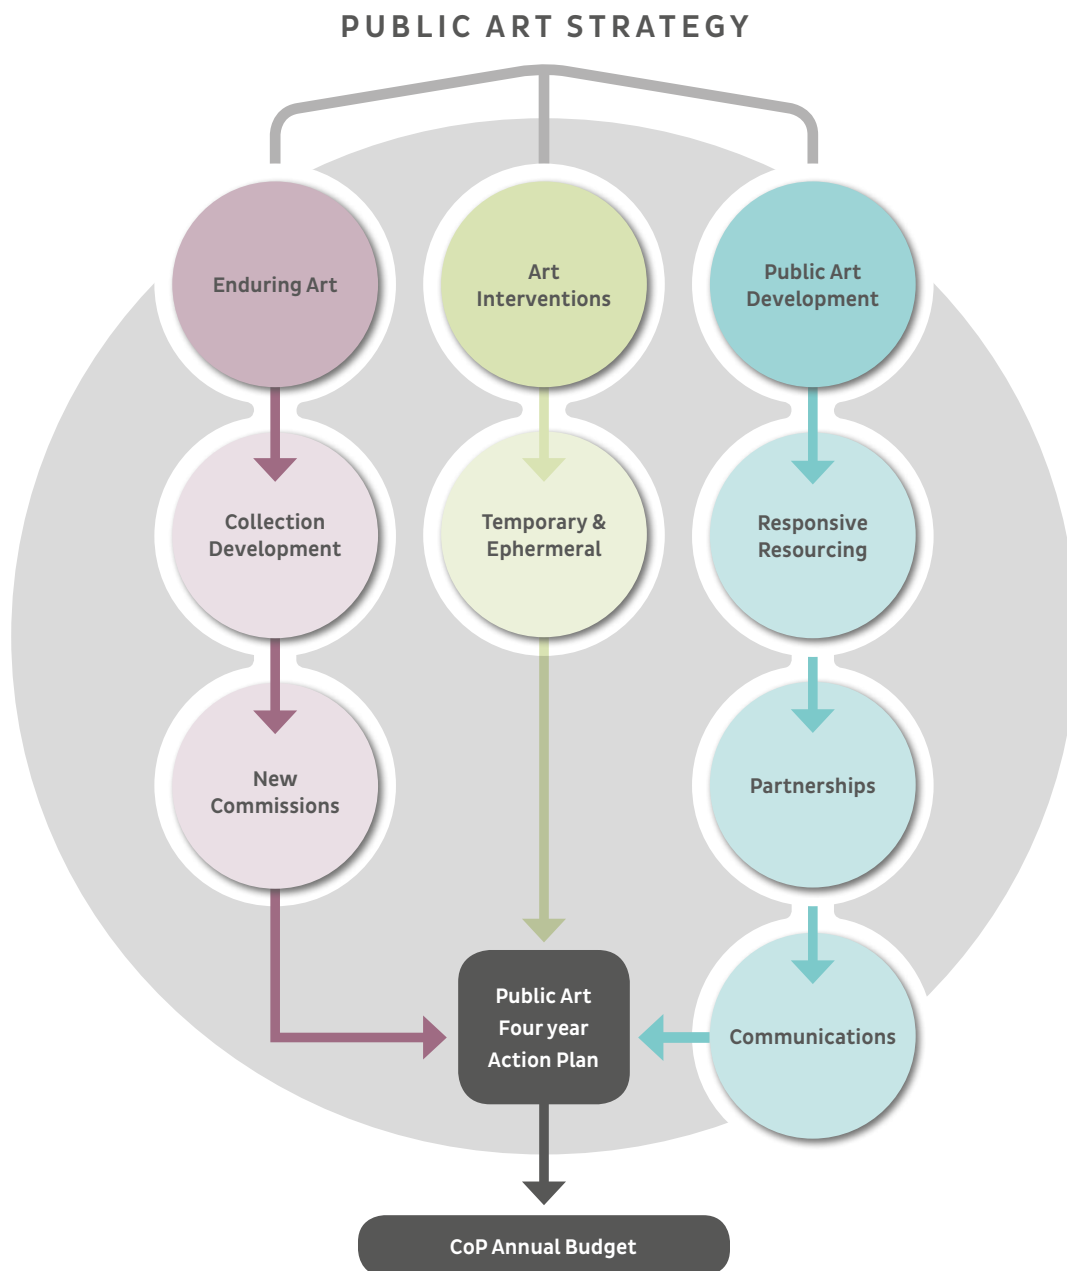 PUBLIC ART STRATEGY
Enduring Art
Art
Interventions
Public Art
Development
Collection
Development
Temporary &
Ephermeral
Responsive
Resourcing
New
Commissions
Partnerships
Public Art
Four year
Action Plan
Communications
CoP Annual Budget